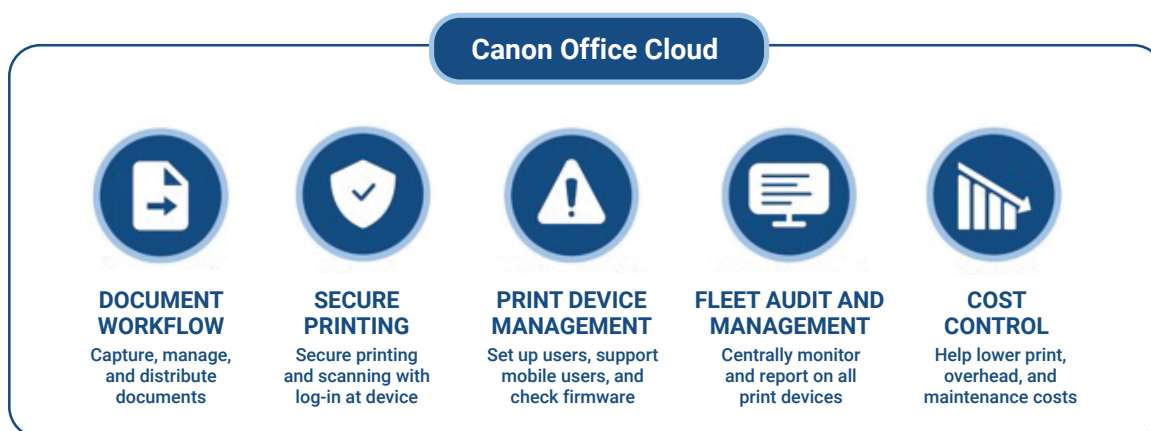 Canon Office Cloud
DOCUMENT
WORKFLOW
Capture, manage,
and distribute
documents
SECURE
PRINTING
Secure printing
and scanning with
log-in at device
PRINT DEVICE
MANAGEMENT
Set up users, support
mobile users, and
check firmware
FLEET AUDIT AND
MANAGEMENT
Centrally monitor
and report on all
print devices
COST
CONTROL
Help lower print,
overhead, and
maintenance costs